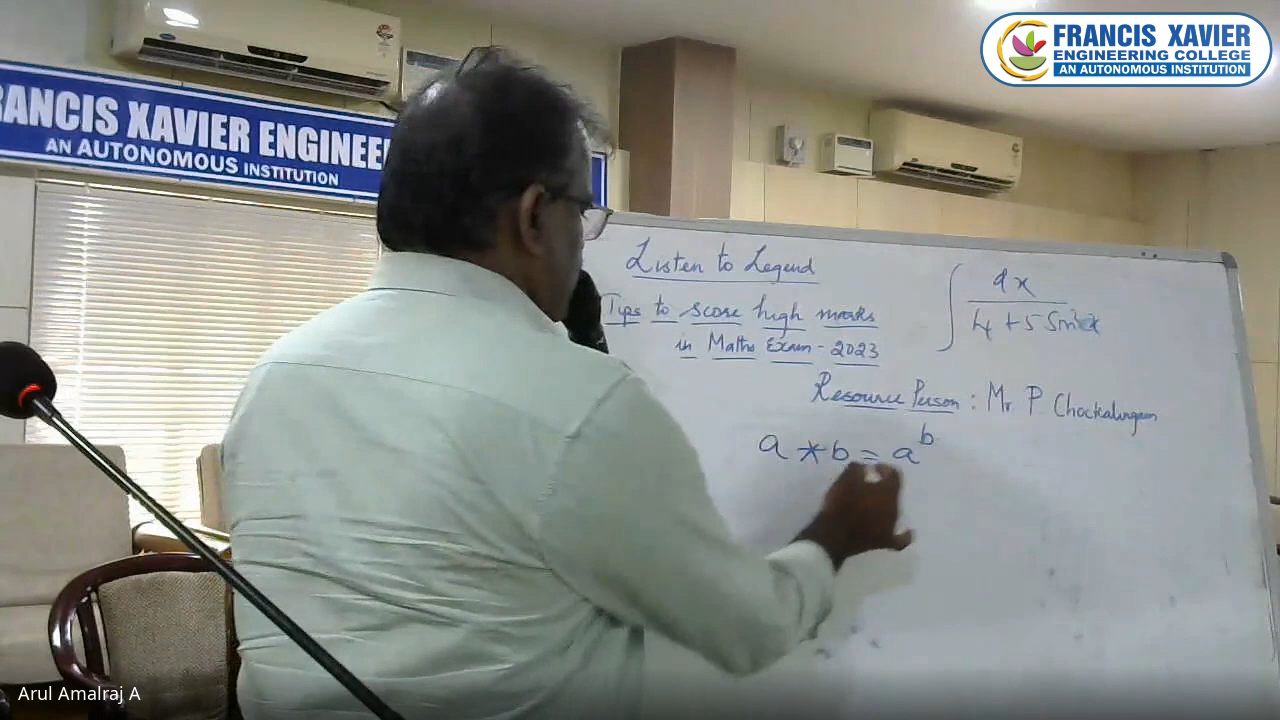 FRANCIS XAVIER
ENGINEERING COLLEGE
AN AUTONOMOUS INSTITUTION
RANCIS XAVIER ENGINEE
AN AUTONOMOUS INSTITUTION
Listen to Legend
Tips to score high marks
in Maths Exam - 2023
∫ dx
4 + 5 Sin
Resource Person : Mr P Chockalingam
a * b = a^b
Arul Amalraj A